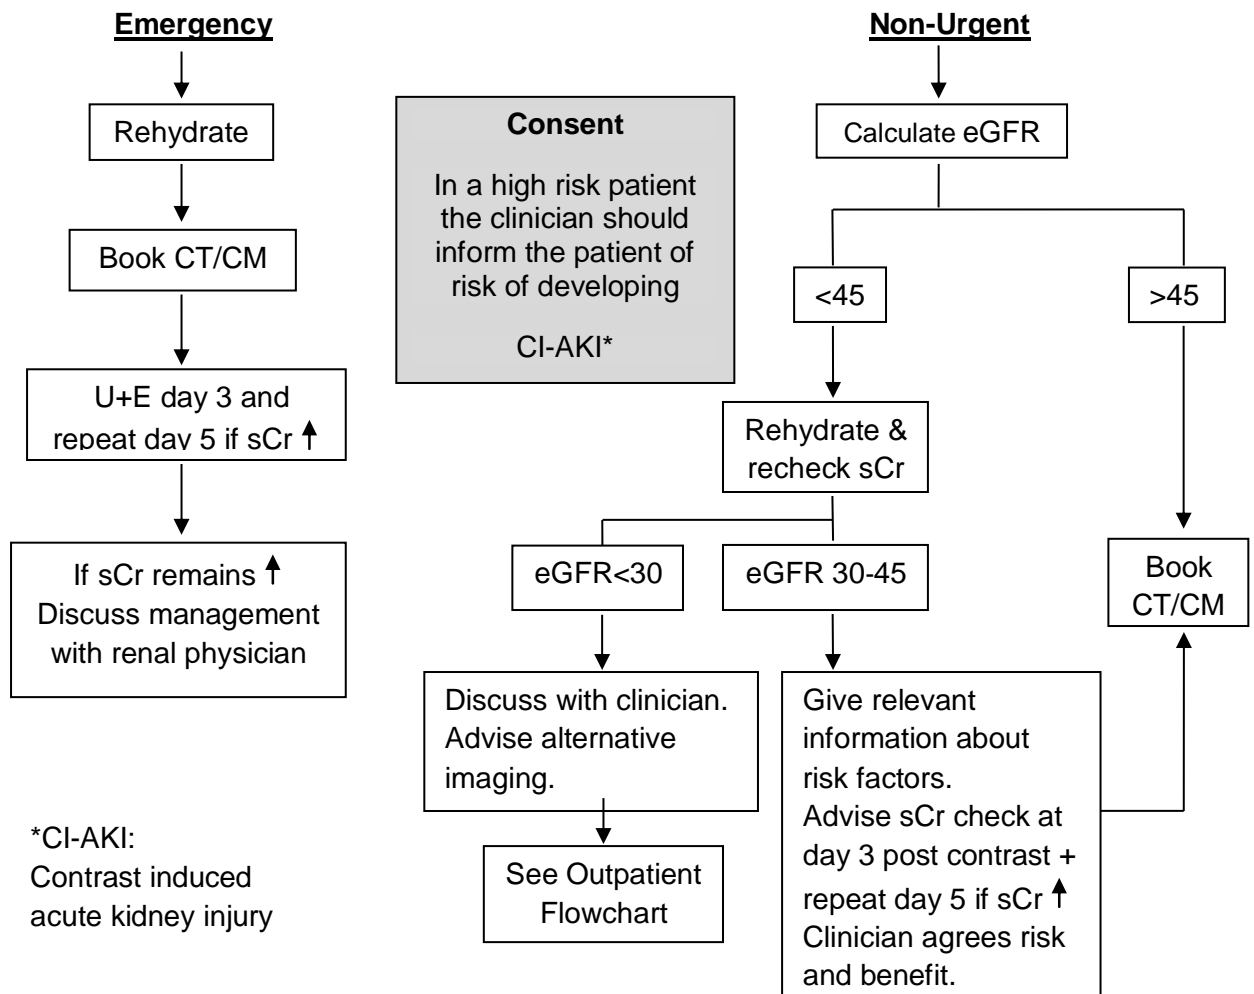 Emergency
Rehydrate
Book CT/CM
U+E day 3 and
repeat day 5 if sCr ↑
If sCr remains ↑
Discuss management
with renal physician
*CI-AKI:
Contrast induced
acute kidney injury
Consent
In a high risk patient
the clinician should
inform the patient of
risk of developing
CI-AKI*
Non-Urgent
Calculate eGFR
<45
>45
Rehydrate &
recheck sCr
eGFR<30
eGFR 30-45
Book
CT/CM
Discuss with clinician.
Advise alternative
imaging.
See Outpatient
Flowchart
Give relevant
information about
risk factors.
Advise sCr check at
day 3 post contrast +
repeat day 5 if sCr ↑
Clinician agrees risk
and benefit.